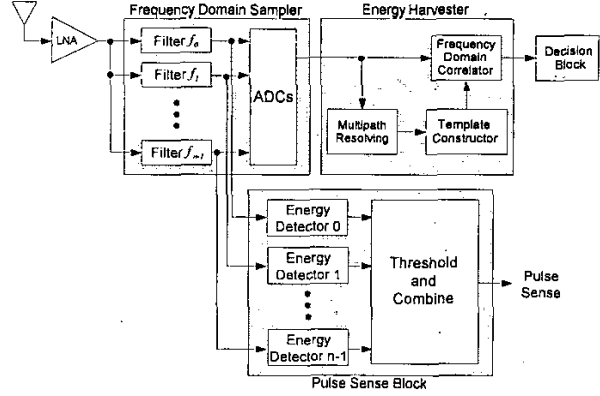 Frequency Domain Sampler
Energy Harvester
LNA
Filter f0
Filter f1
Filter fn-1
ADCs
Frequency
Domain
Correlator
Decision
Block
Multipath
Resolving
Template
Constructor
Energy
Detector 0
Energy
Detector 1
Energy
Detector n-1
Threshold
and
Combine
Pulse
Sense
Pulse Sense Block